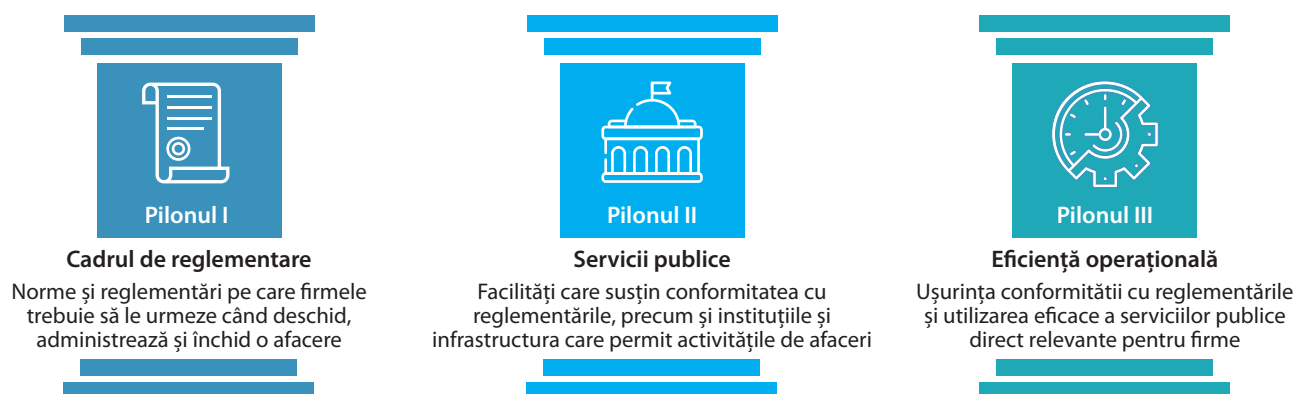 Pilonul I
Cadrul de reglementare
Norme și reglementări pe care firmele
trebuie să le urmeze când deschid,
administrează și închid o afacere
Pilonul II
Servicii publice
Facilități care susțin conformitatea cu
reglementările, precum și instituțiile și
infrastructura care permit activitățile de afaceri
Pilonul III
Eficiență operațională
Ușurința conformității cu reglementările
și utilizarea eficace a serviciilor publice
direct relevante pentru firme